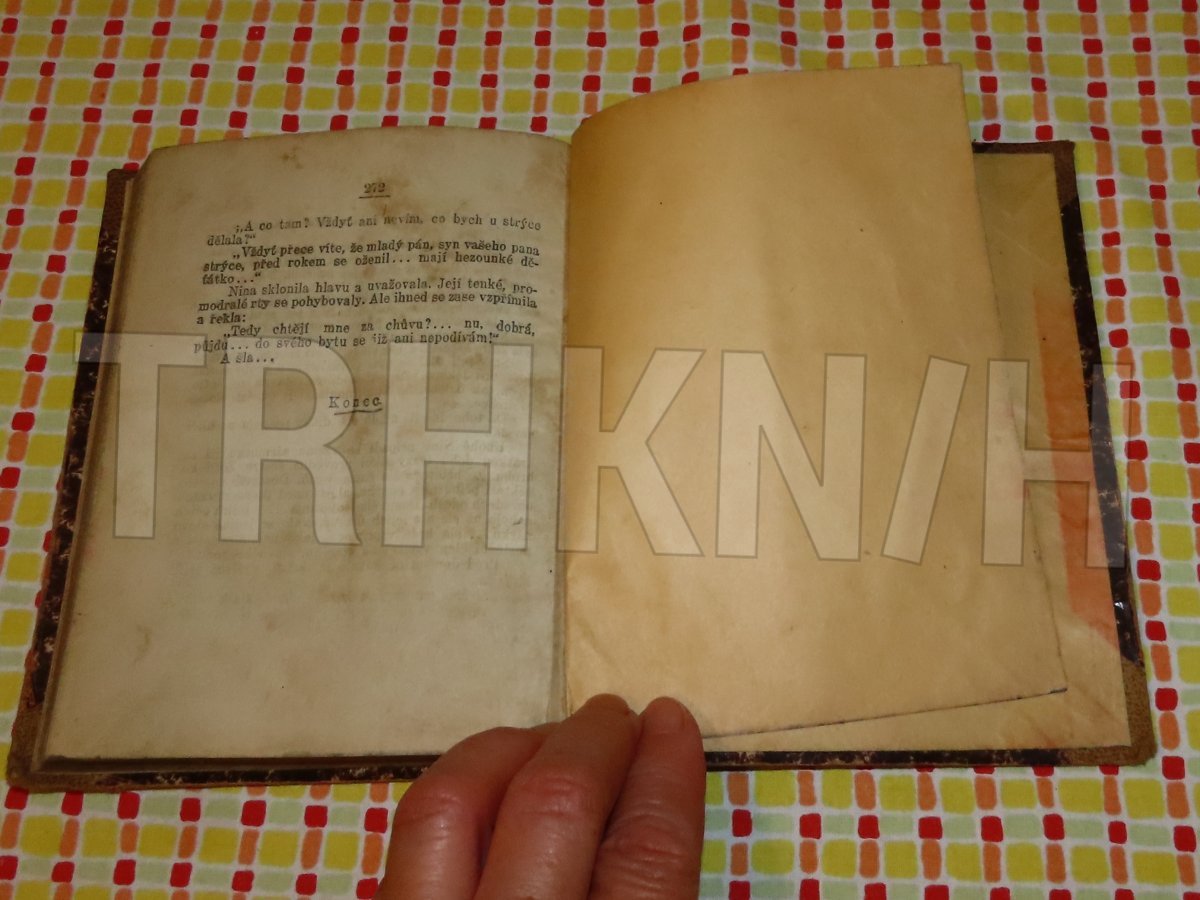 272
„A co tam? Vždyť ani nevím, co bych u strýce
dělala?“
„Vždyť přece víte, že mladý pán, syn vašeho pana
strýce, před rokem se oženil... mají hezounké dě-
ťátko...“
Nina sklonila hlavu a uvažovala. Její tenké, pro-
modralé rty se pohybovaly. Ale ihned se zase vzpřímila
a řekla:
„Tedy chtějí mne za chůvu?... nu, dobrá,
půjdu... do svého bytu se již ani nepodívám!“
A šla...
Konec
TRHKN/H